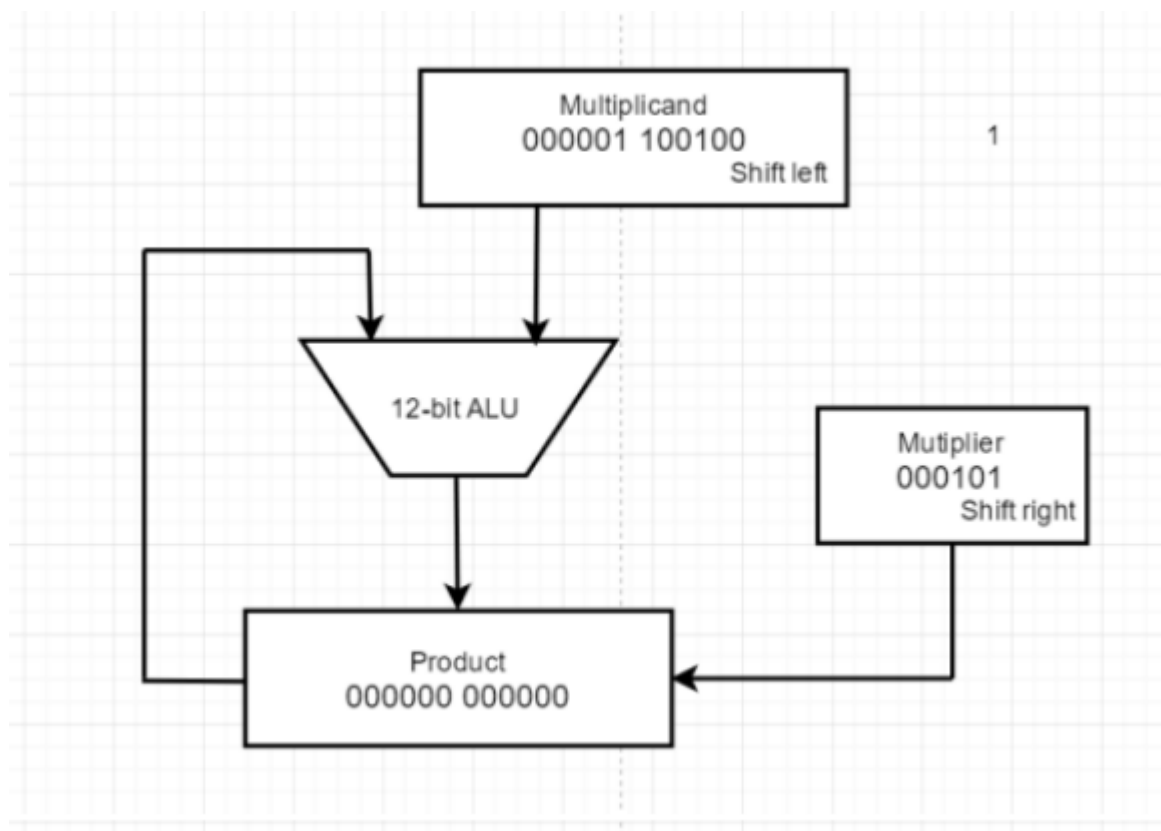 Multiplicand
000001 100100
Shift left
1
12-bit ALU
Mutiplier
000101
Shift right
Product
000000 000000